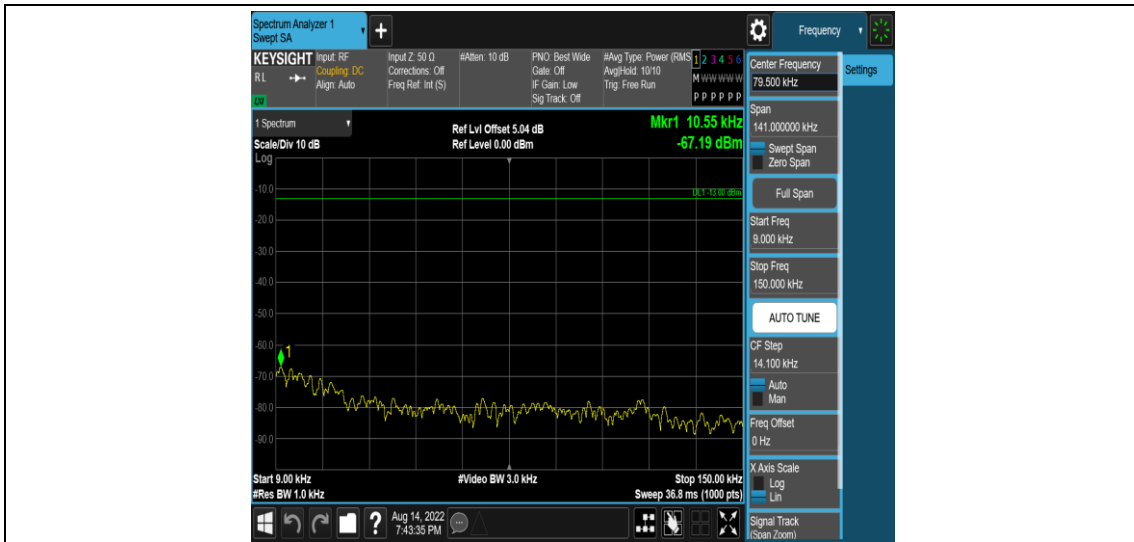 Spectrum Analyzer 1
Swept SA
Frequency
KEYSIGHT
RL
LXI
Input: RF
Coupling: DC
Align: Auto
Input Z: 50 Ω
Corrections: Off
Freq Ref: Int (S)
#Atten: 10 dB
PNO: Best Wide
Gate: Off
IF Gain: Low
Sig Track: Off
#Avg Type: Power (RMS
Avg|Hold: 10/10
Trig: Free Run
1 2 3 4 5 6
M W W W W W
P P P P P P
Center Frequency
79.500 kHz
Settings
Span
141.000000 kHz
Swept Span
Zero Span
Full Span
Start Freq
9.000 kHz
Stop Freq
150.000 kHz
AUTO TUNE
CF Step
14.100 kHz
Auto
Man
Freq Offset
0 Hz
X Axis Scale
Log
Lin
Signal Track
(Span Zoom)
1 Spectrum
Scale/Div 10 dB
Ref Lvl Offset 5.04 dB
Ref Level 0.00 dBm
Mkr1 10.55 kHz
-67.19 dBm
Log
DL1 -13.00 dBm
-10.0
-20.0
-30.0
-40.0
-50.0
-60.0
1
-70.0
-80.0
-90.0
Start 9.00 kHz
#Video BW 3.0 kHz
Stop 150.00 kHz
#Res BW 1.0 kHz
Sweep 36.8 ms (1000 pts)
?
Aug 14, 2022
7:43:35 PM